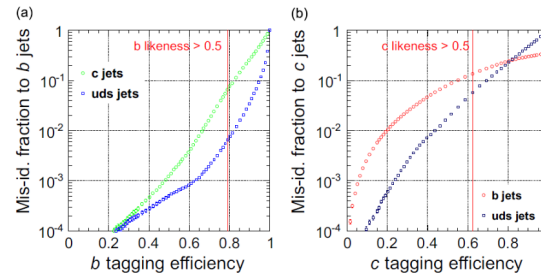 (a)
Mis-id. fraction to b jets
1
10-1
10-2
10-3
10-4
b likeness > 0.5
c jets
uds jets
0 0.2 0.4 0.6 0.8 1
b tagging efficiency
(b)
Mis-id. fraction to c jets
1
10-1
10-2
10-3
10-4
c likeness > 0.5
b jets
uds jets
0 0.2 0.4 0.6 0.8
c tagging efficiency